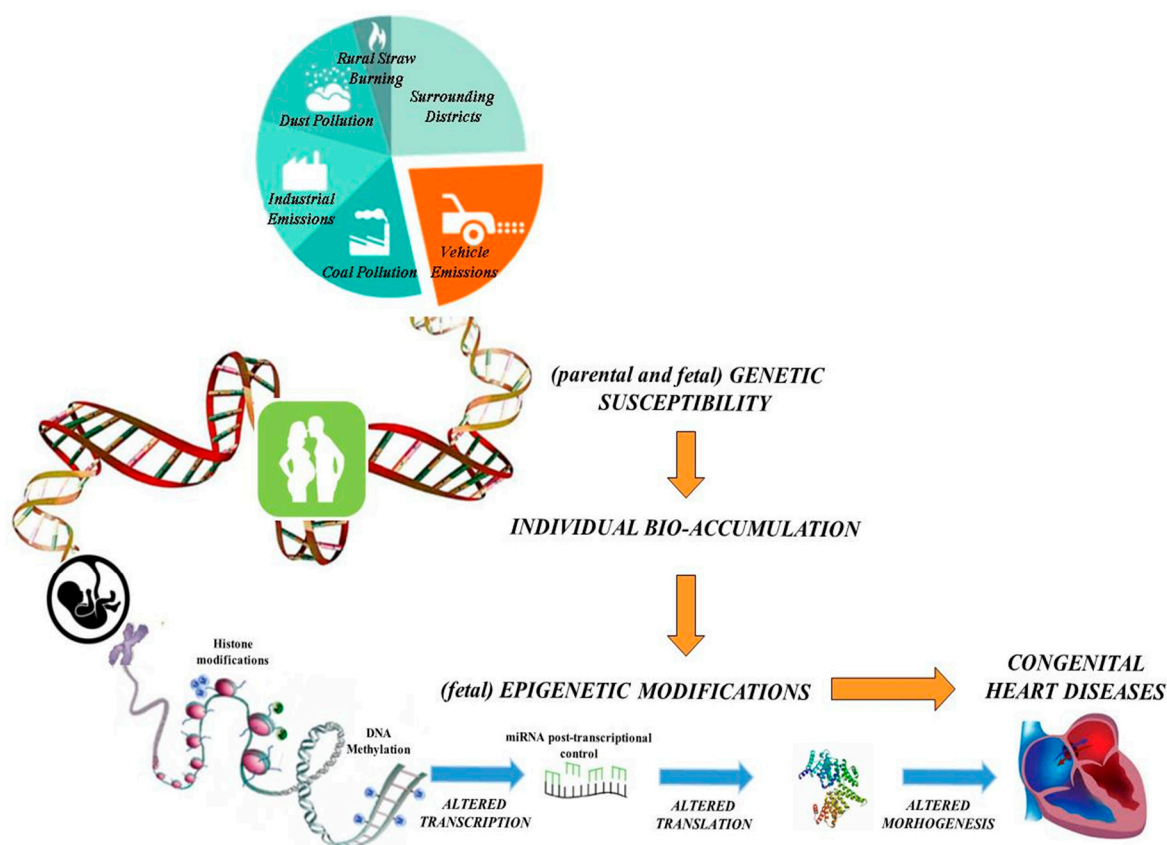 Rural Straw
Burning
Surrounding
Districts
Dust Pollution
Industrial
Emissions
Vehicle
Emissions
Coal Pollution
(parental and fetal) GENETIC
SUSCEPTIBILITY
INDIVIDUAL BIO-ACCUMULATION
Histone
modifications
(fetal) EPIGENETIC MODIFICATIONS
CONGENITAL
HEART DISEASES
DNA
Methylation
miRNA post-transcriptional
control
ALTERED
TRANSCRIPTION
ALTERED
TRANSLATION
ALTERED
MORHOGENESIS